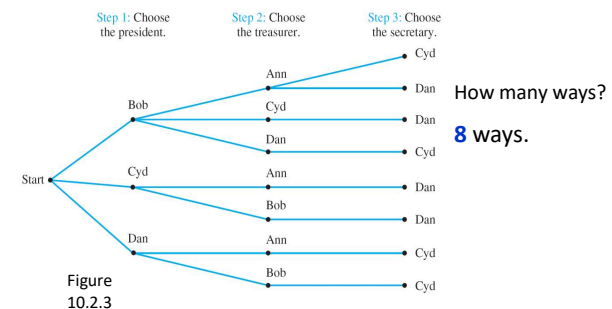 Step 1: Choose
the president.
Step 2: Choose
the treasurer.
Step 3: Choose
the secretary.
Cyd
Ann
Dan
How many ways?
Bob
Cyd
Dan
8 ways.
Dan
Cyd
Start
Cyd
Ann
Dan
Bob
Dan
Dan
Ann
Cyd
Bob
Cyd
Figure
10.2.3